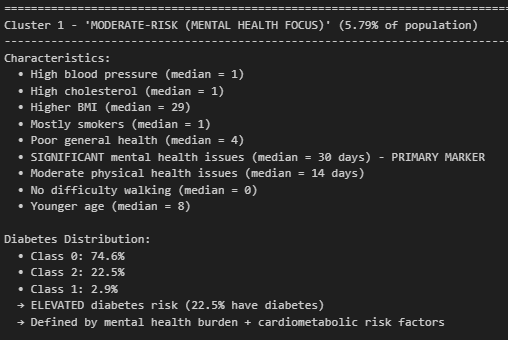 ================================================================================
Cluster 1 - 'MODERATE-RISK (MENTAL HEALTH FOCUS)' (5.79% of population)
--------------------------------------------------------------------------------
Characteristics:
• High blood pressure (median = 1)
• High cholesterol (median = 1)
• Higher BMI (median = 29)
• Mostly smokers (median = 1)
• Poor general health (median = 4)
• SIGNIFICANT mental health issues (median = 30 days) - PRIMARY MARKER
• Moderate physical health issues (median = 14 days)
• No difficulty walking (median = 0)
• Younger age (median = 8)
Diabetes Distribution:
• Class 0: 74.6%
• Class 2: 22.5%
• Class 1: 2.9%
→ ELEVATED diabetes risk (22.5% have diabetes)
→ Defined by mental health burden + cardiometabolic risk factors